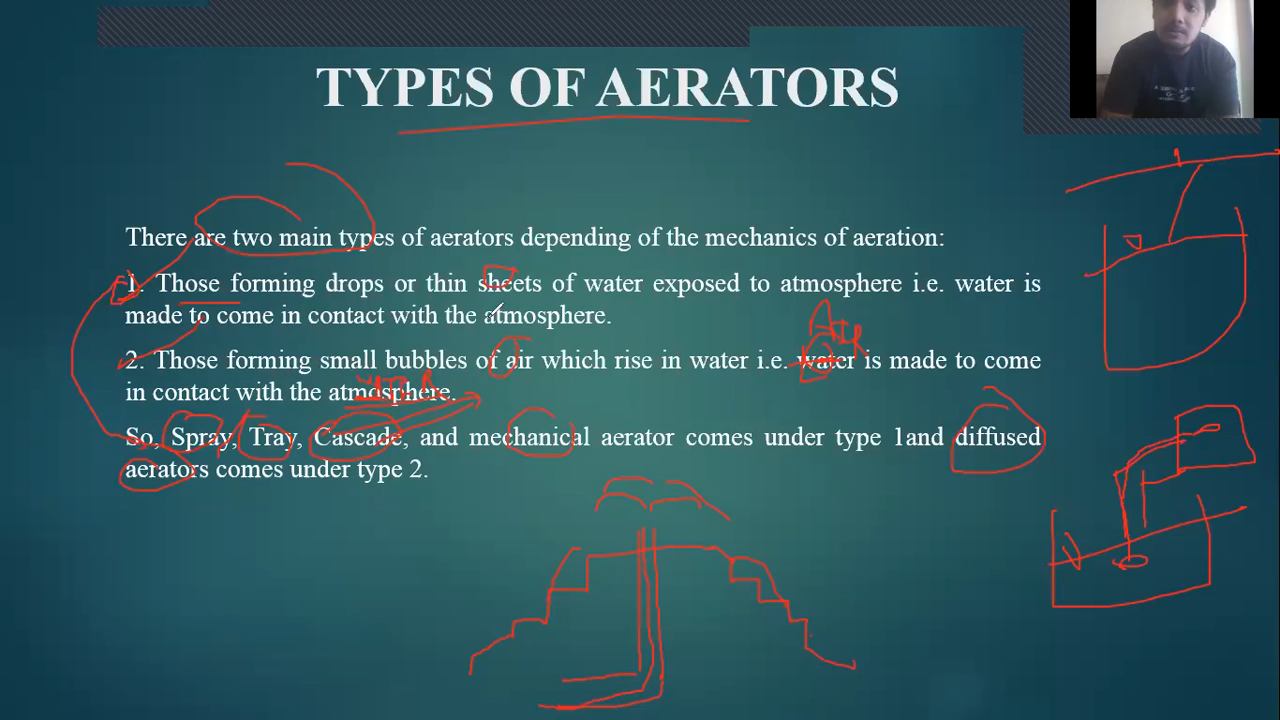 TYPES OF AERATORS
There are two main types of aerators depending of the mechanics of aeration:
1. Those forming drops or thin sheets of water exposed to atmosphere i.e. water is
made to come in contact with the atmosphere.
AIR
2. Those forming small bubbles of air which rise in water i.e. water is made to come
in contact with the atmosphere.
So, Spray, Tray, Cascade, and mechanical aerator comes under type 1and diffused
aerators comes under type 2.